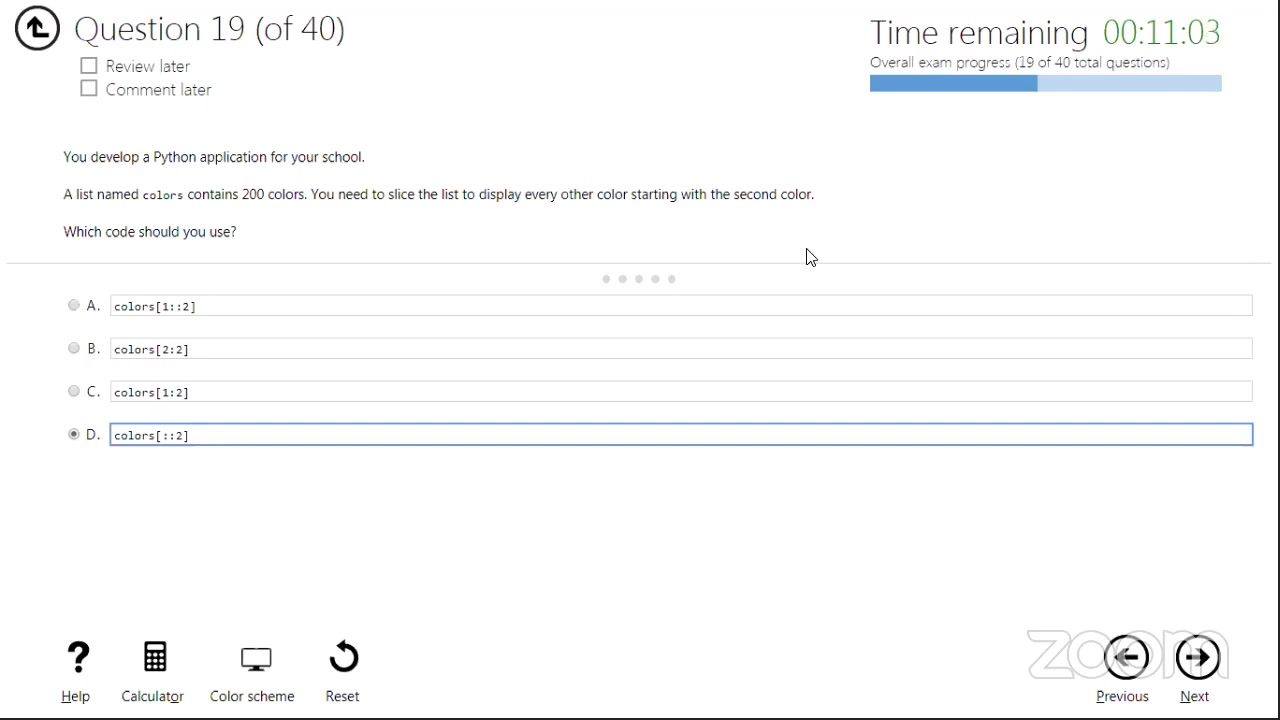 Question 19 (of 40)
Time remaining 00:11:03
Review later
Overall exam progress (19 of 40 total questions)
Comment later
You develop a Python application for your school.
A list named colors contains 200 colors. You need to slice the list to display every other color starting with the second color.
Which code should you use?
A. colors[1::2]
B. colors[2:2]
C. colors[1:2]
D. colors[::2]
zoom
? Help
Calculator
Color scheme
Reset
Previous
Next